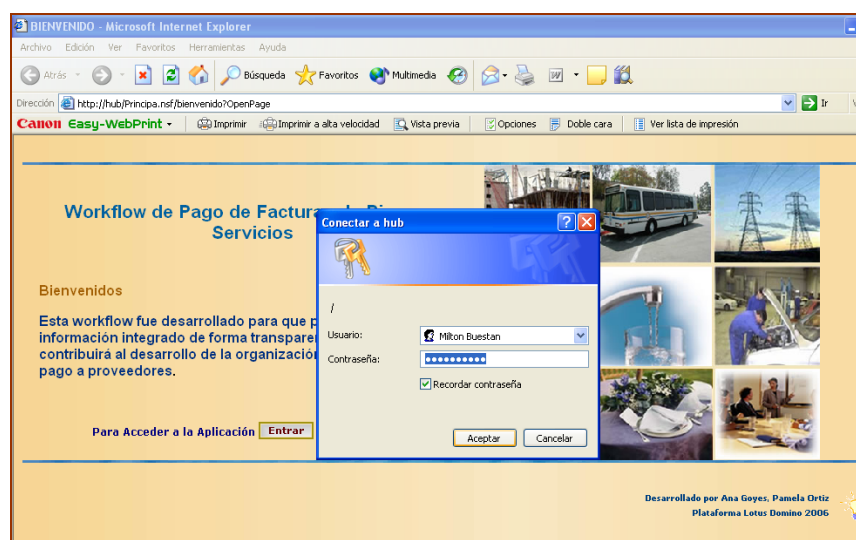 BIENVENIDO - Microsoft Internet Explorer
Archivo Edición Ver Favoritos Herramientas Ayuda
Atrás Búsqueda Favoritos Multimedia
Dirección http://hub/Principa.nsf/bienvenido?OpenPage Ir
Canon Easy-WebPrint Imprimir Imprimir a alta velocidad Vista previa Opciones Doble cara Ver lista de impresión
Workflow de Pago de
Servicios
Conectar a hub
Bienvenidos
/
Esta workflow fue desarrollado para que
información integrado de forma
contribuirá al desarrollo de la
pago a proveedores.
Usuario: Milton Buestan
Contraseña:
Recordar contraseña
Para Acceder a la Aplicación Entrar
Aceptar Cancelar
Desarrollado por Ana Goyes, Pamela Ortiz
Plataforma Lotus Domino 2006